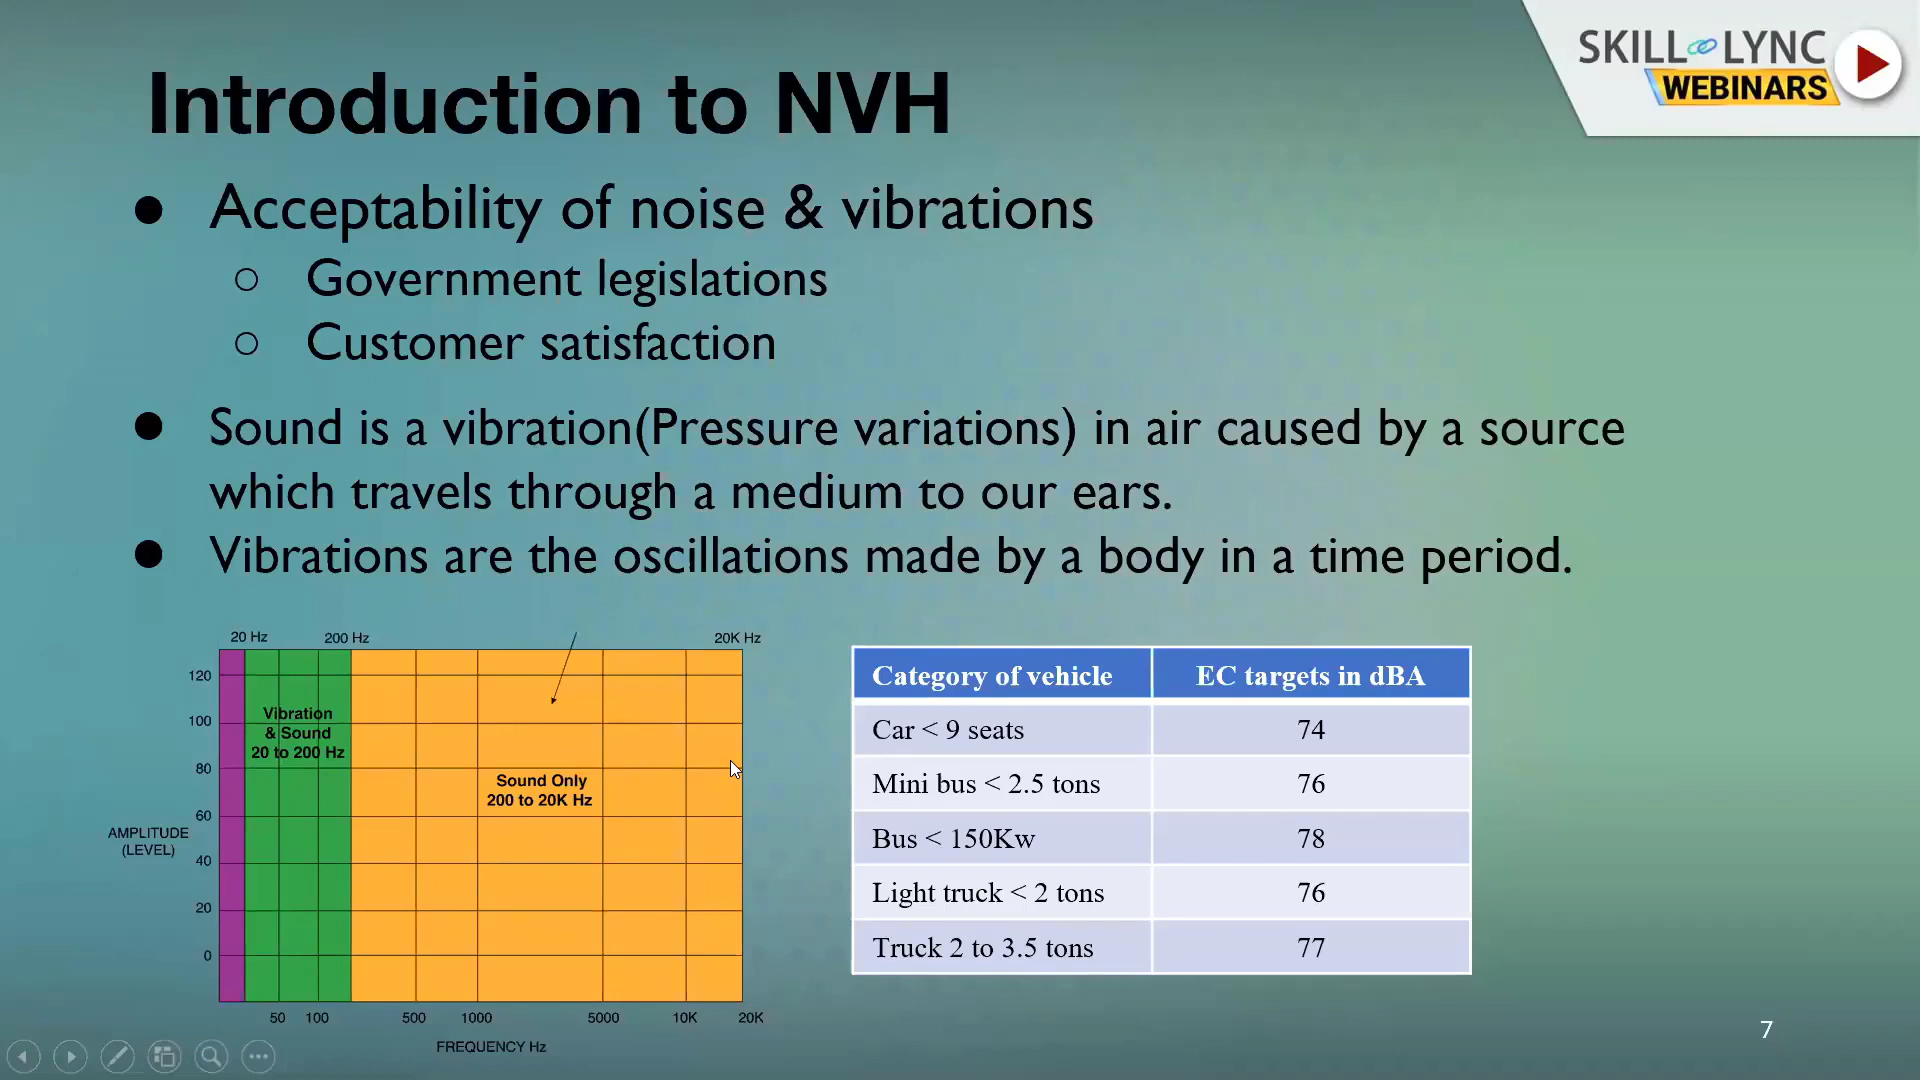 SKILL LYNC
WEBINARS
Introduction to NVH
● Acceptability of noise & vibrations
○ Government legislations
○ Customer satisfaction
● Sound is a vibration(Pressure variations) in air caused by a source
which travels through a medium to our ears.
● Vibrations are the oscillations made by a body in a time period.
20 Hz 200 Hz 20K Hz
120
100
80
60
40
20
0
AMPLITUDE
(LEVEL)
Vibration
& Sound
20 to 200 Hz
Sound Only
200 to 20K Hz
50 100 500 1000 5000 10K 20K
FREQUENCY Hz
Category of vehicle EC targets in dBA
Car < 9 seats 74
Mini bus < 2.5 tons 76
Bus < 150Kw 78
Light truck < 2 tons 76
Truck 2 to 3.5 tons 77
7